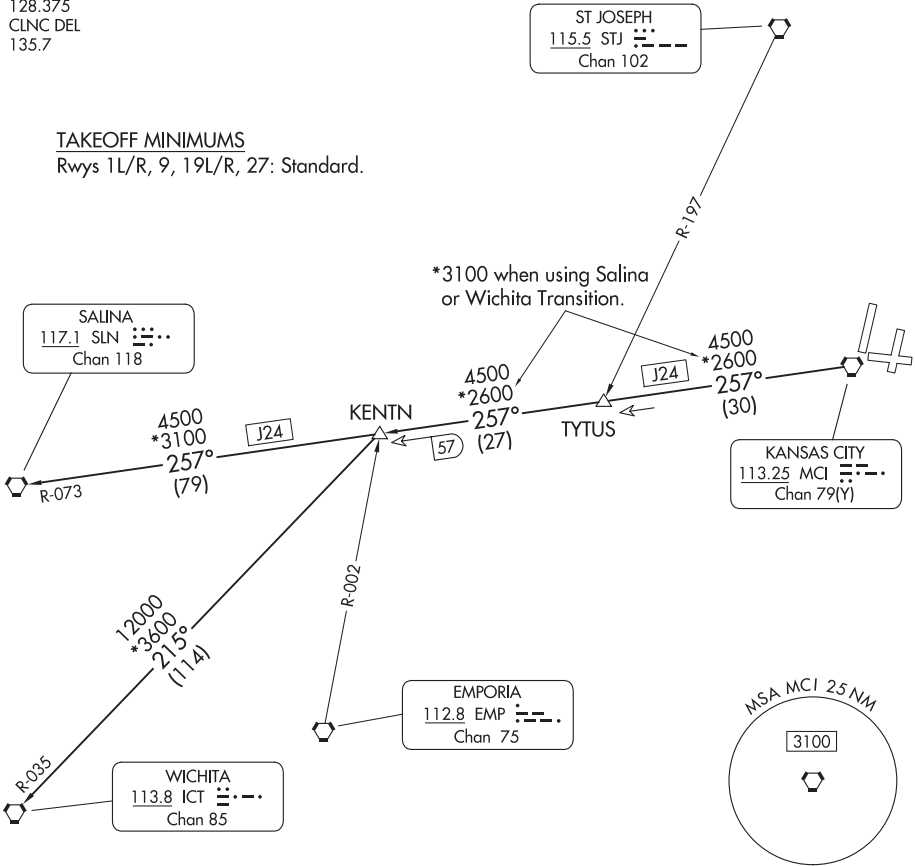 128.375
CLNC DEL
135.7
ST JOSEPH
115.5 STJ
Chan 102
TAKEOFF MINIMUMS
Rwys 1L/R, 9, 19L/R, 27: Standard.
R-197
*3100 when using Salina
or Wichita Transition.
SALINA
117.1 SLN
Chan 118
4500
*2600
257°
(30)
J24
4500
*2600
257°
(27)
TYTUS
KENTN
57
KANSAS CITY
113.25 MCI
Chan 79(Y)
4500
*3100
257°
(79)
J24
R-073
R-002
12000
*3600
215°
(114)
R-035
EMPORIA
112.8 EMP
Chan 75
WICHITA
113.8 ICT
Chan 85
MSA MCI 25 NM
3100